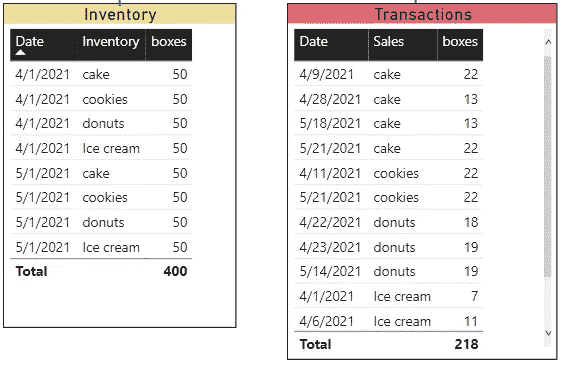 Inventory
Date Inventory boxes
4/1/2021 cake 50
4/1/2021 cookies 50
4/1/2021 donuts 50
4/1/2021 Ice cream 50
5/1/2021 cake 50
5/1/2021 cookies 50
5/1/2021 donuts 50
5/1/2021 Ice cream 50
Total 400
Transactions
Date Sales boxes
4/9/2021 cake 22
4/28/2021 cake 13
5/18/2021 cake 13
5/21/2021 cake 22
4/11/2021 cookies 22
5/21/2021 cookies 22
4/22/2021 donuts 18
4/23/2021 donuts 19
5/14/2021 donuts 19
4/1/2021 Ice cream 7
4/6/2021 Ice cream 11
Total 218